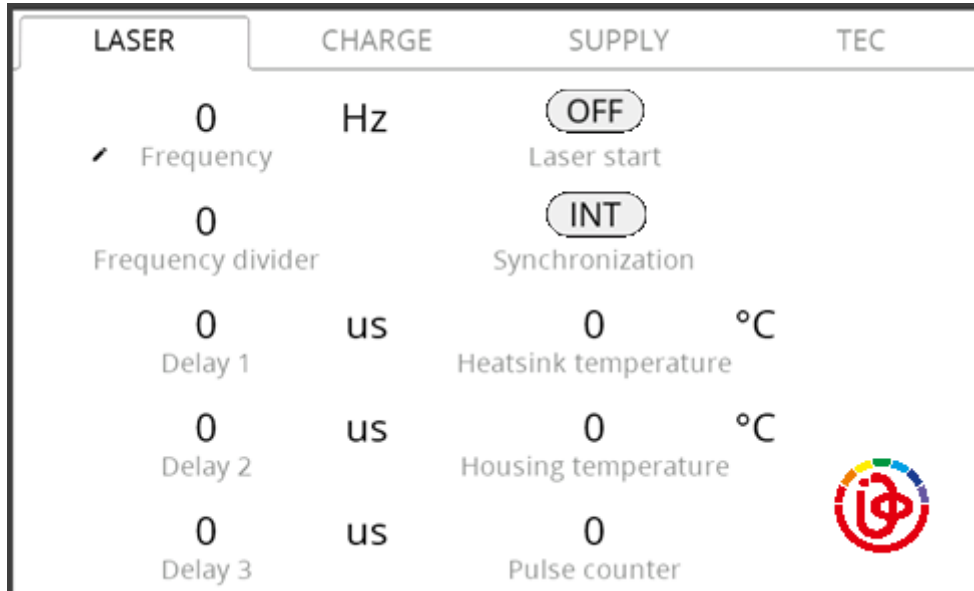 LASER CHARGE SUPPLY TEC
0 Hz OFF
Frequency Laser start
0 INT
Frequency divider Synchronization
0 us 0 °C
Delay 1 Heatsink temperature
0 us 0 °C
Delay 2 Housing temperature
0 us 0
Delay 3 Pulse counter